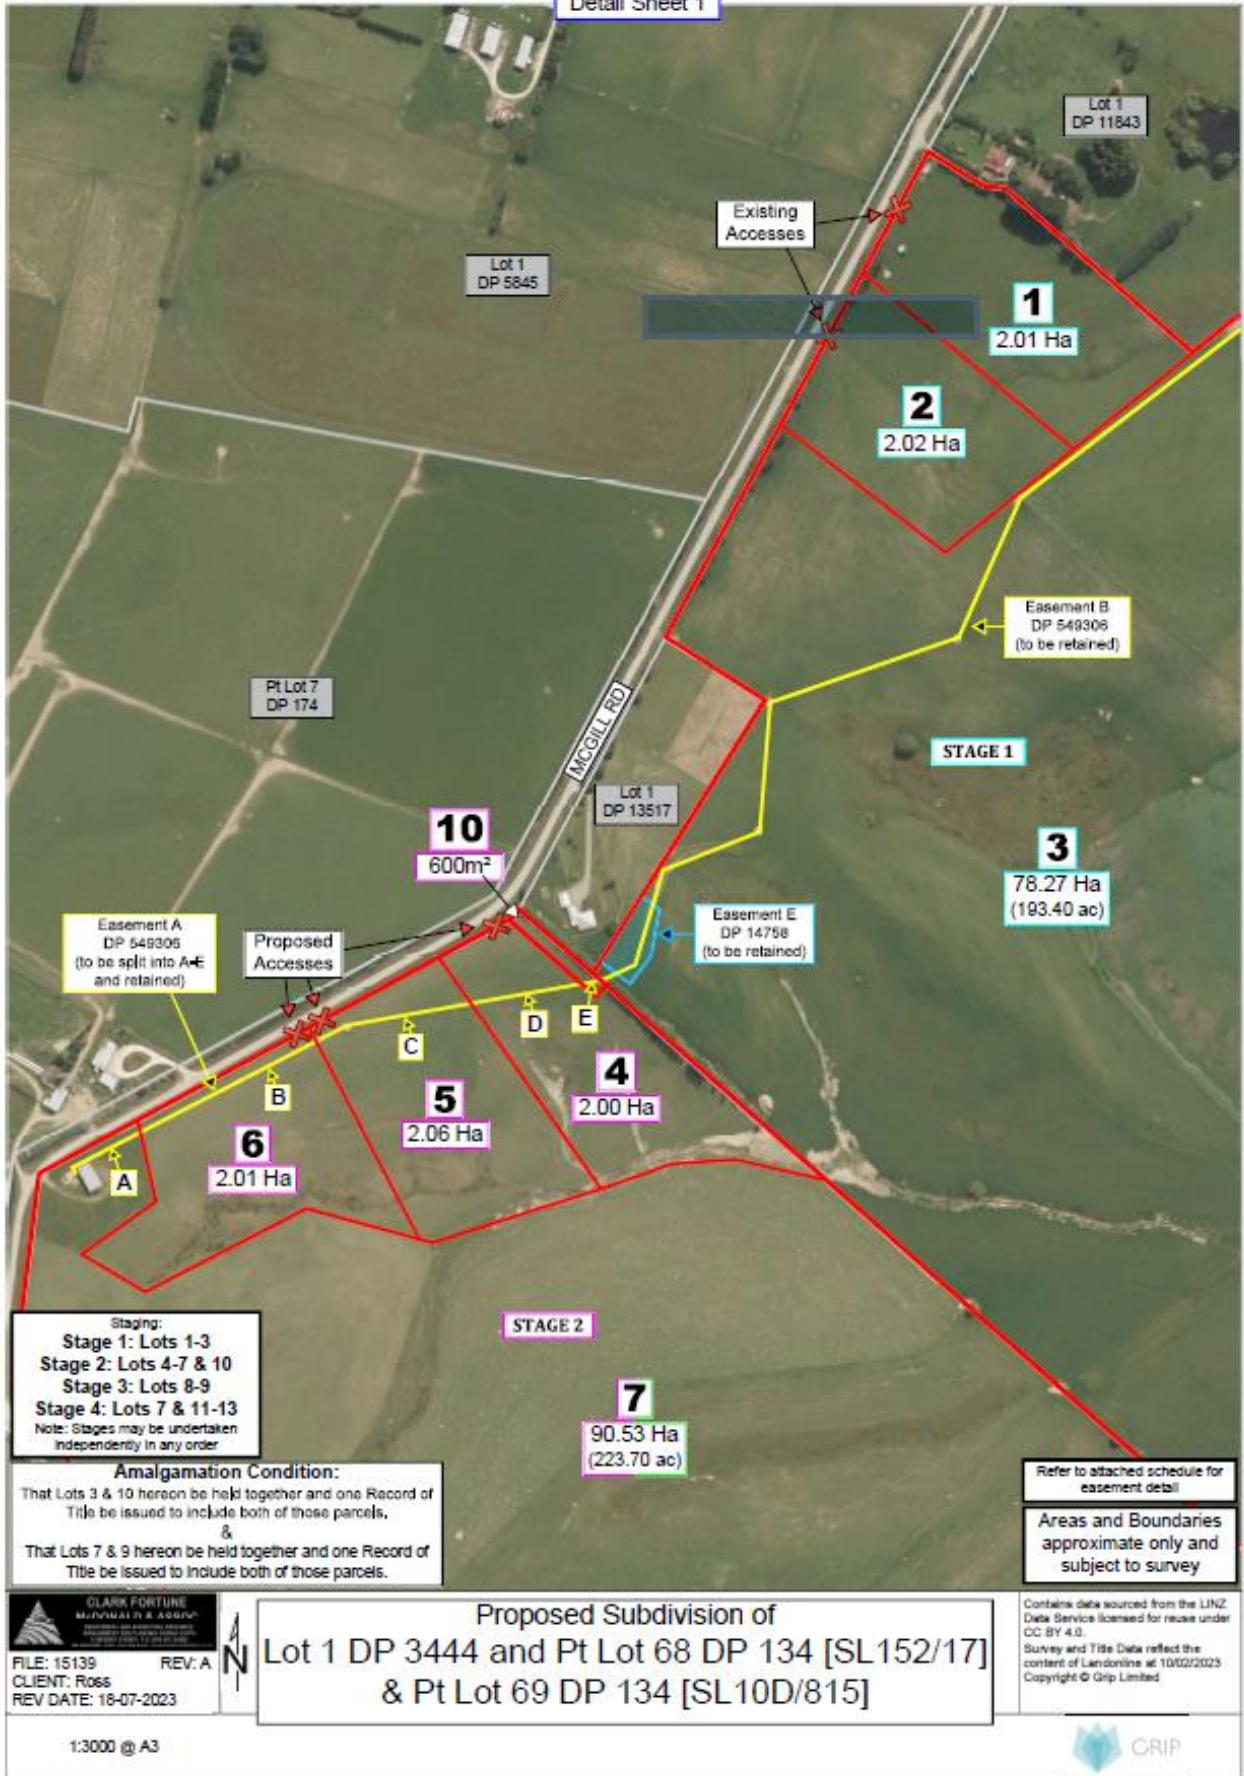 Detail Sheet 1
Lot 1
DP 11843
Existing
Accesses
Lot 1
DP 5845
1
2.01 Ha
2
2.02 Ha
Easement B
DP 549306
(to be retained)
Pt Lot 7
DP 174
MCGILL RD
STAGE 1
Lot 1
DP 13517
10
600m²
3
78.27 Ha
(193.40 ac)
Easement A
DP 549306
(to be split into A-E
and retained)
Proposed
Accesses
Easement E
DP 14758
(to be retained)
D
E
C
B
A
4
2.00 Ha
5
2.06 Ha
6
2.01 Ha
STAGE 2
7
90.53 Ha
(223.70 ac)
Staging:
Stage 1: Lots 1-3
Stage 2: Lots 4-7 & 10
Stage 3: Lots 8-9
Stage 4: Lots 7 & 11-13
Note: Stages may be undertaken
independently in any order
Amalgamation Condition:
That Lots 3 & 10 hereon be held together and one Record of
Title be issued to include both of those parcels.
&
That Lots 7 & 9 hereon be held together and one Record of
Title be issued to include both of those parcels.
Refer to attached schedule for
easement detail
Areas and Boundaries
approximate only and
subject to survey
CLARK FORTUNE
McDONALD & ASSOC
FILE: 15139 REV: A
CLIENT: Ross
REV DATE: 18-07-2023
N
Proposed Subdivision of
Lot 1 DP 3444 and Pt Lot 68 DP 134 [SL152/17]
& Pt Lot 69 DP 134 [SL10D/815]
Contains data sourced from the LINZ
Data Service licensed for reuse under
CC BY 4.0.
Survey and Title Data reflect the
content of Landonline at 10/02/2023
Copyright © Grip Limited
1:3000 @ A3
GRIP